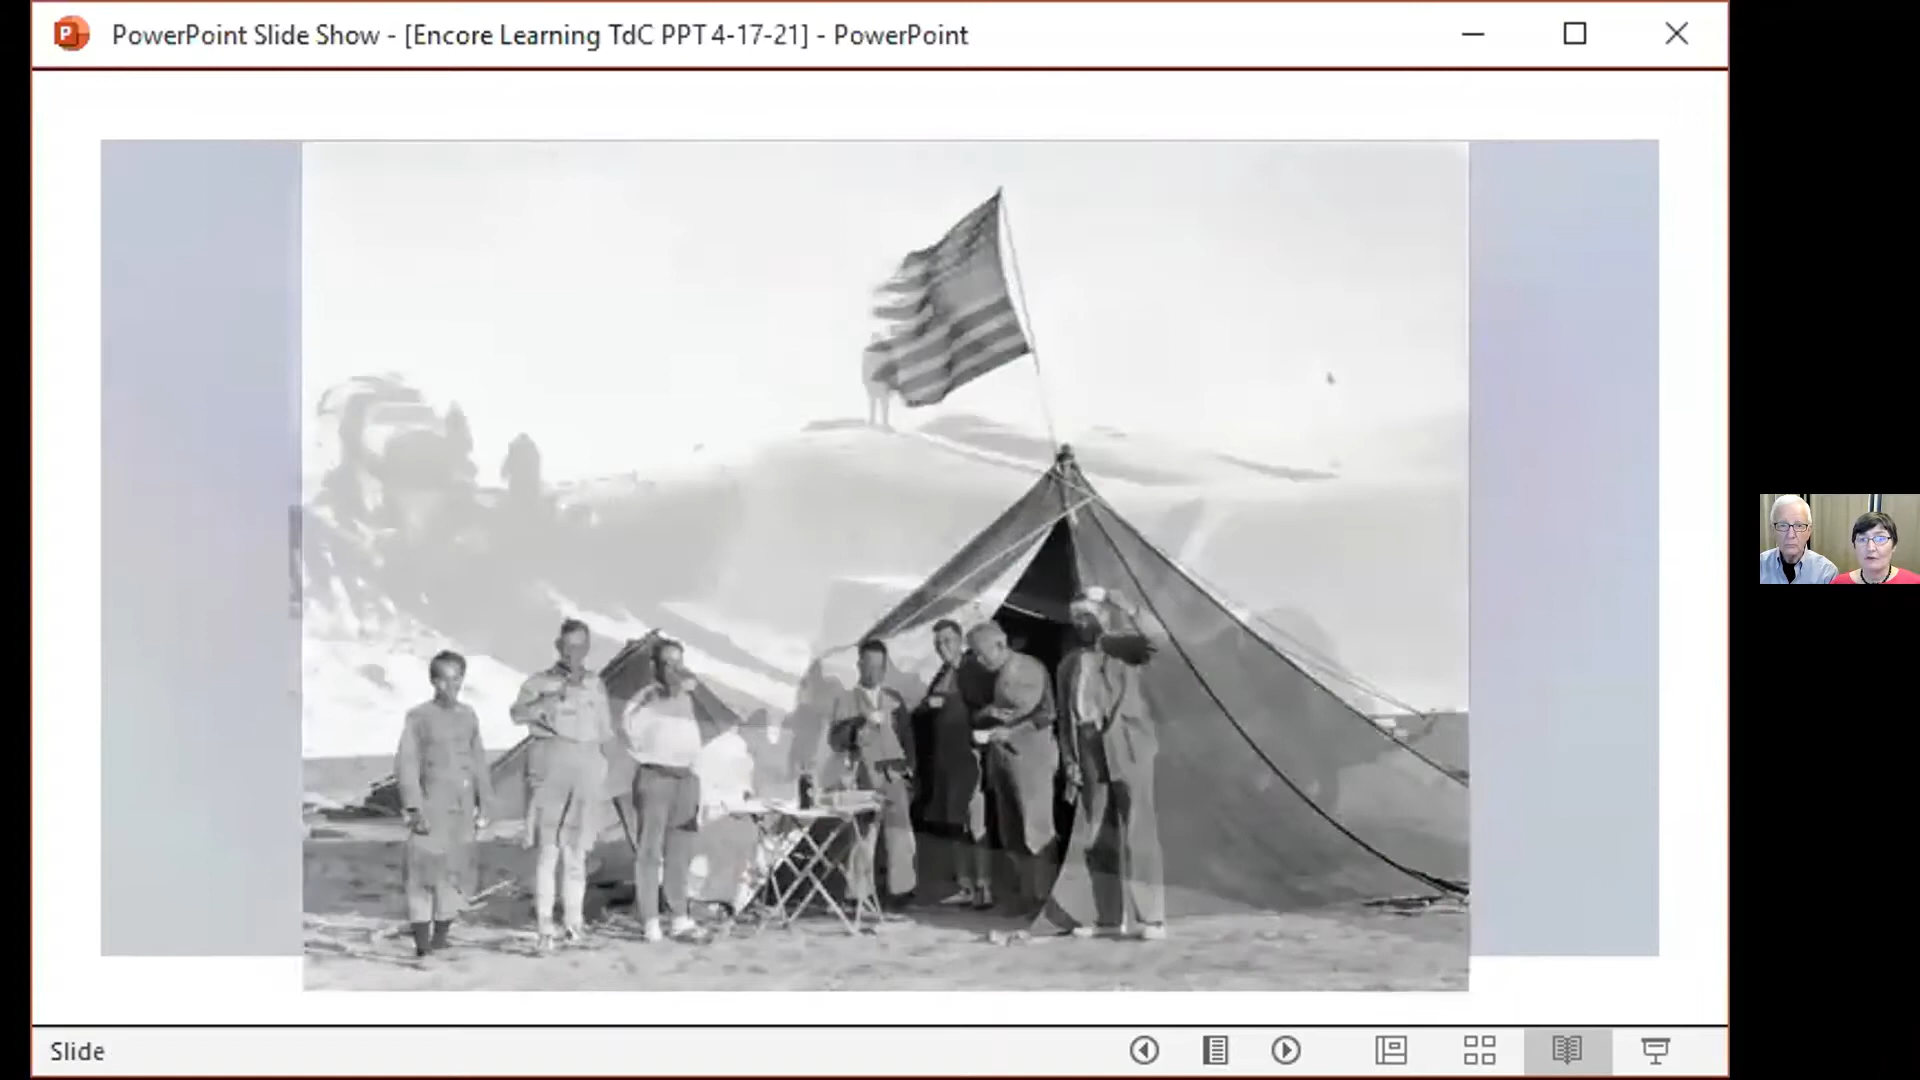 PowerPoint Slide Show - [Encore Learning TdC PPT 4-17-21] - PowerPoint
Slide